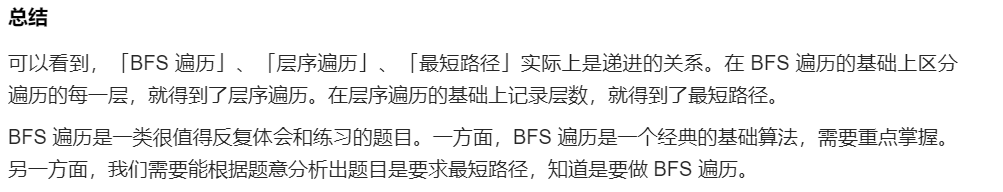 总结
可以看到，「BFS 遍历」、「层序遍历」、「最短路径」实际上是递进的关系。在 BFS 遍历的基础上区分
遍历的每一层，就得到了层序遍历。在层序遍历的基础上记录层数，就得到了最短路径。
BFS 遍历是一类很值得反复体会和练习的题目。一方面，BFS 遍历是一个经典的基础算法，需要重点掌握。
另一方面，我们需要能根据题意分析出题目是要求最短路径，知道是要做 BFS 遍历。